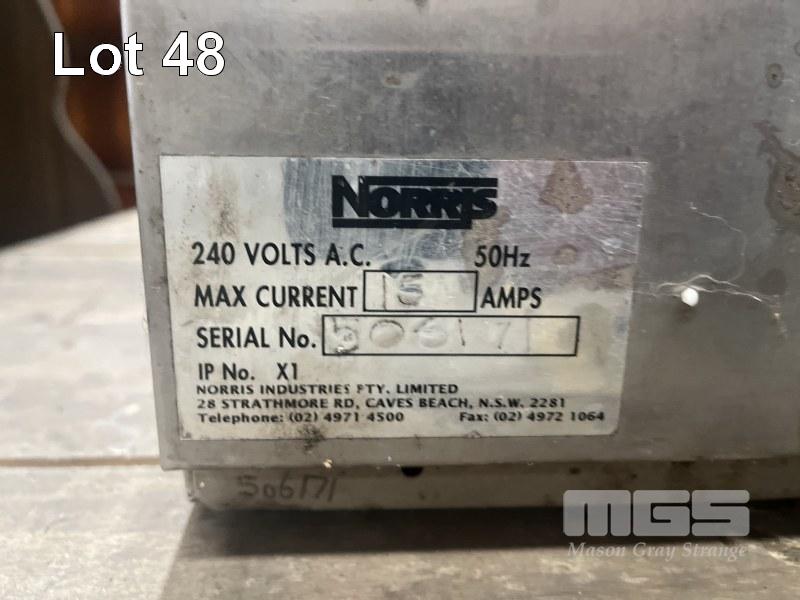 Lot 48
NORRIS
240 VOLTS A.C. 50Hz
MAX CURRENT 15 AMPS
SERIAL No. 506171
IP No. X1
NORRIS INDUSTRIES PTY. LIMITED
28 STRATHMORE RD, CAVES BEACH, N.S.W. 2281
Telephone: (02) 4971 4500 Fax: (02) 4972 1064
506171
MGS
Mason Gray Strange